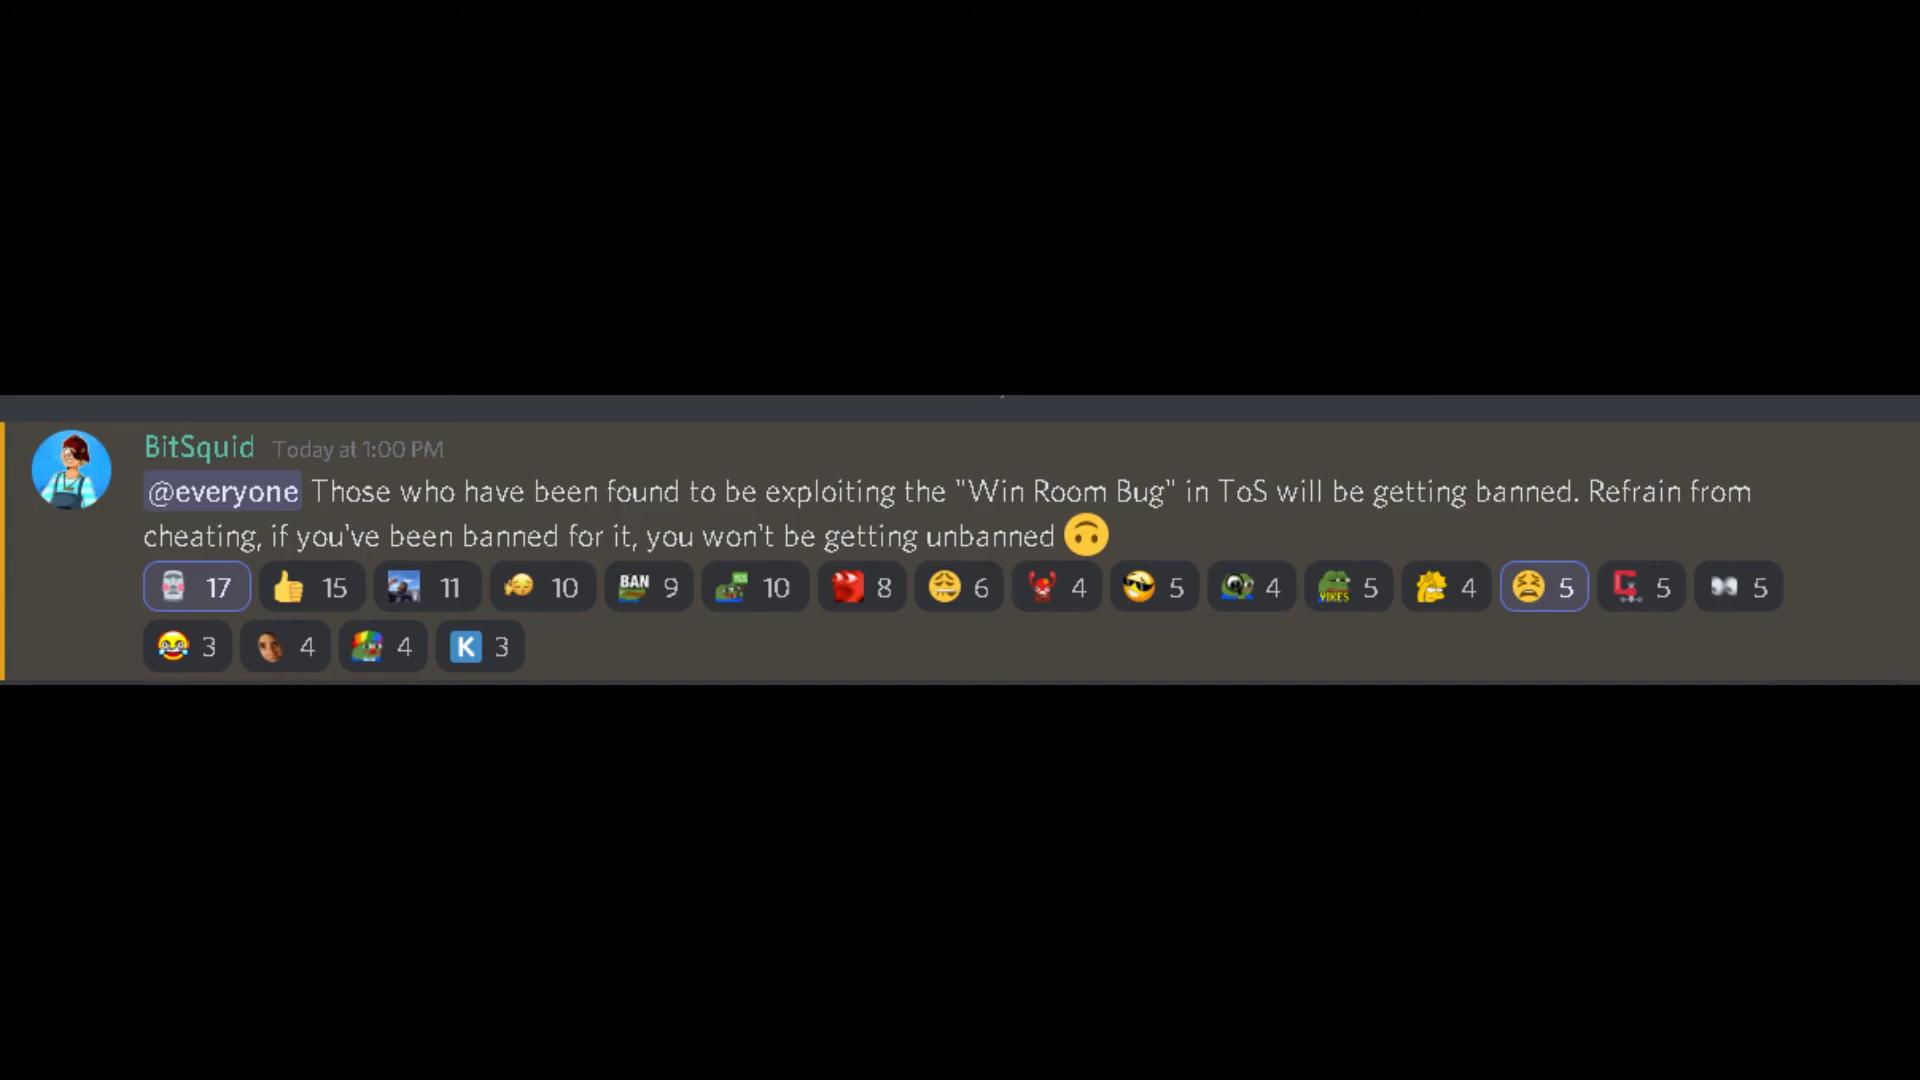 BitSquid Today at 1:00 PM
@everyone Those who have been found to be exploiting the "Win Room Bug" in ToS will be getting banned. Refrain from
cheating, if you've been banned for it, you won't be getting unbanned 🙃
17 15 11 10 BAN 9 10 8 6 4 5 4 YIKES 5 4 5 5 5
3 4 4 K 3